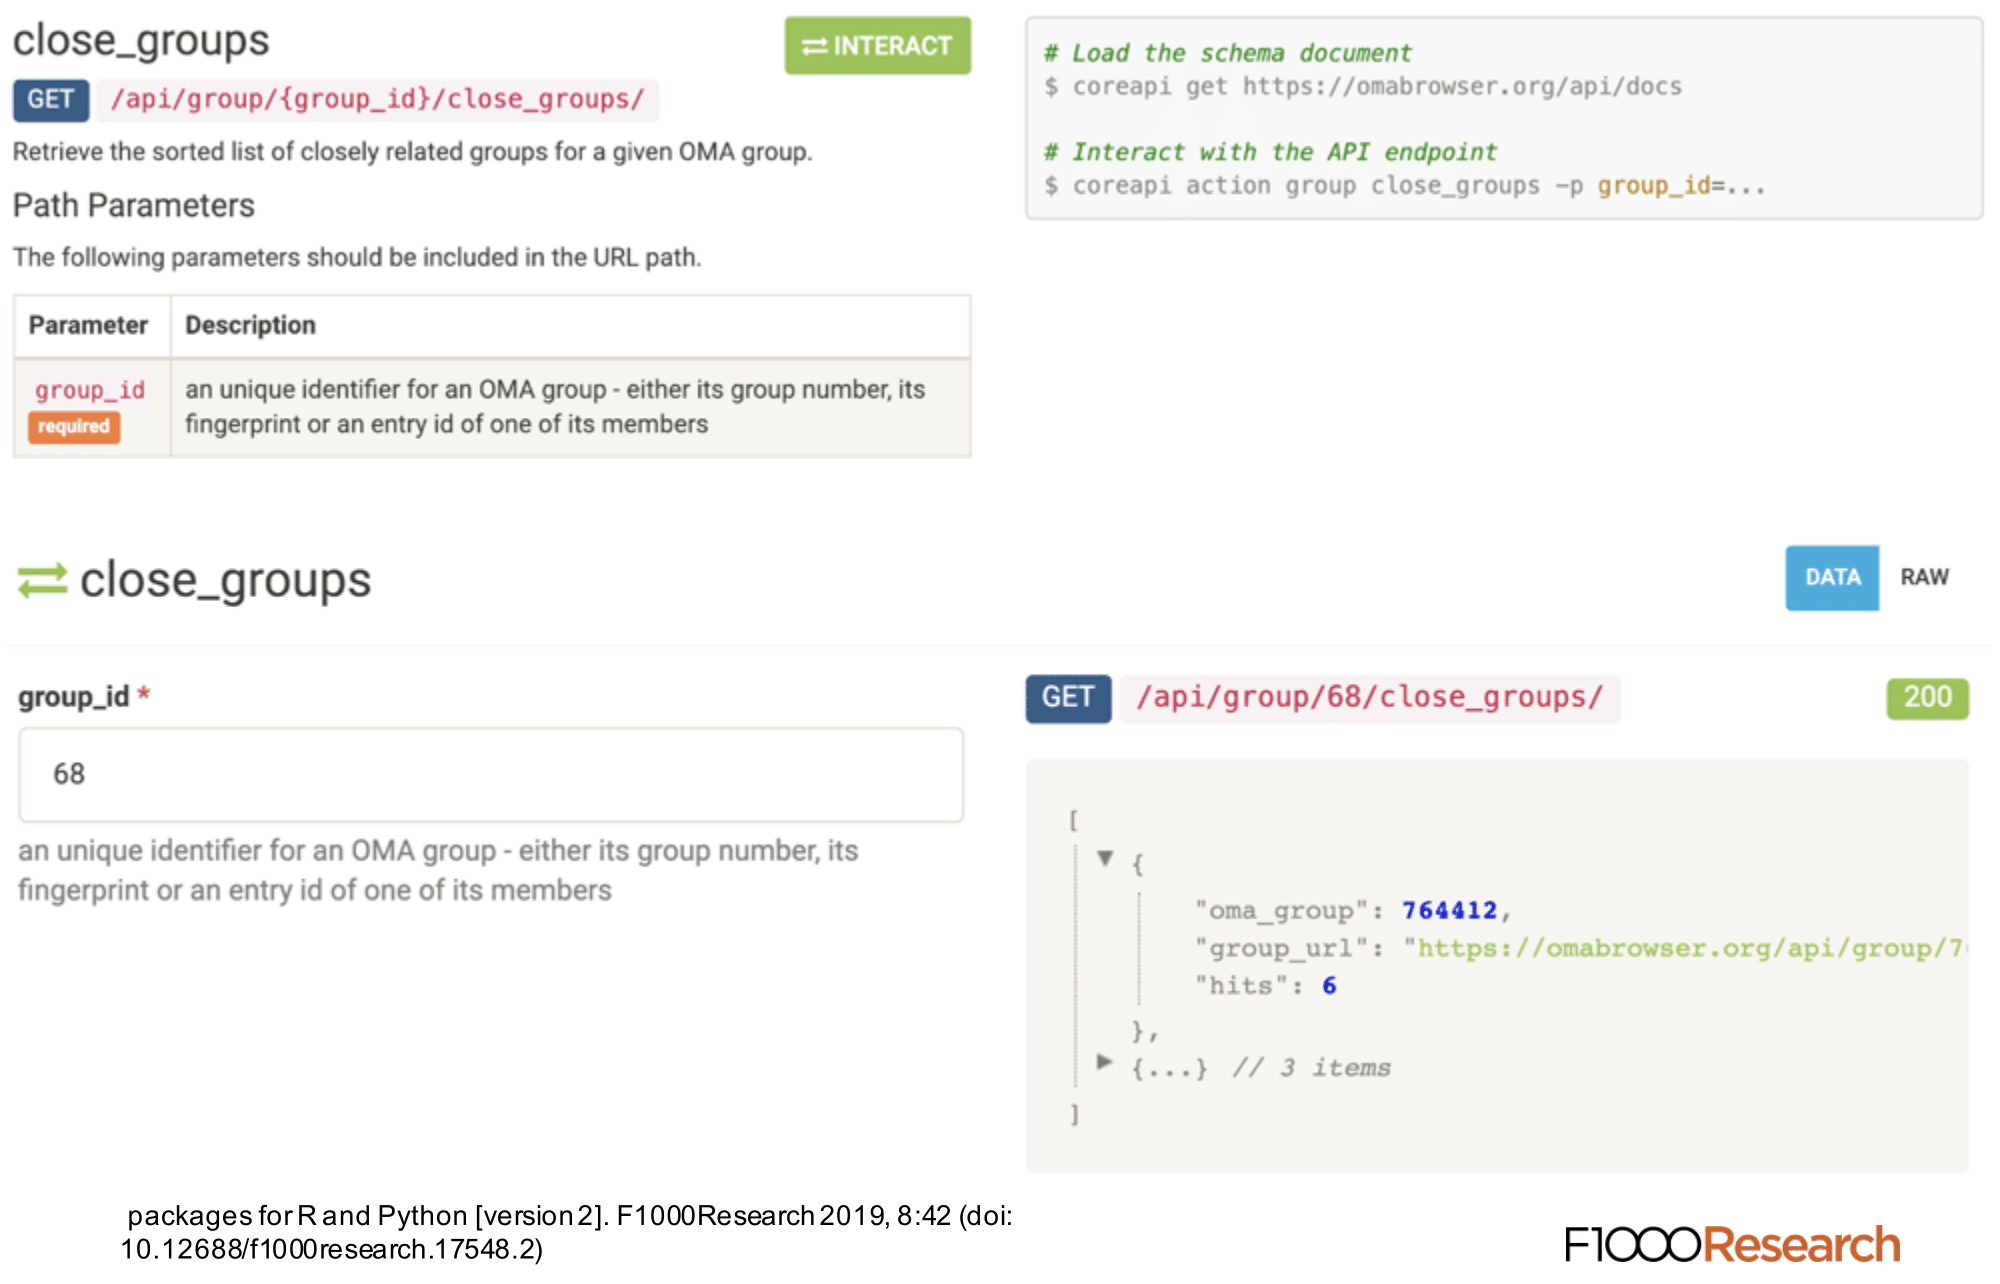 close_groups
INTERACT
GET /api/group/{group_id}/close_groups/
Retrieve the sorted list of closely related groups for a given OMA group.
Path Parameters
The following parameters should be included in the URL path.
Parameter Description
group_id required
an unique identifier for an OMA group - either its group number, its
fingerprint or an entry id of one of its members
# Load the schema document
$ coreapi get https://omabrowser.org/api/docs
# Interact with the API endpoint
$ coreapi action group close_groups -p group_id=...
close_groups
DATA RAW
group_id *
68
an unique identifier for an OMA group - either its group number, its
fingerprint or an entry id of one of its members
GET /api/group/68/close_groups/ 200
[
{
"oma_group": 764412,
"group_url": "https://omabrowser.org/api/group/7
"hits": 6
},
{...} // 3 items
]
packages for R and Python [version 2]. F1000Research 2019, 8:42 (doi:
10.12688/f1000research.17548.2)
F1000Research